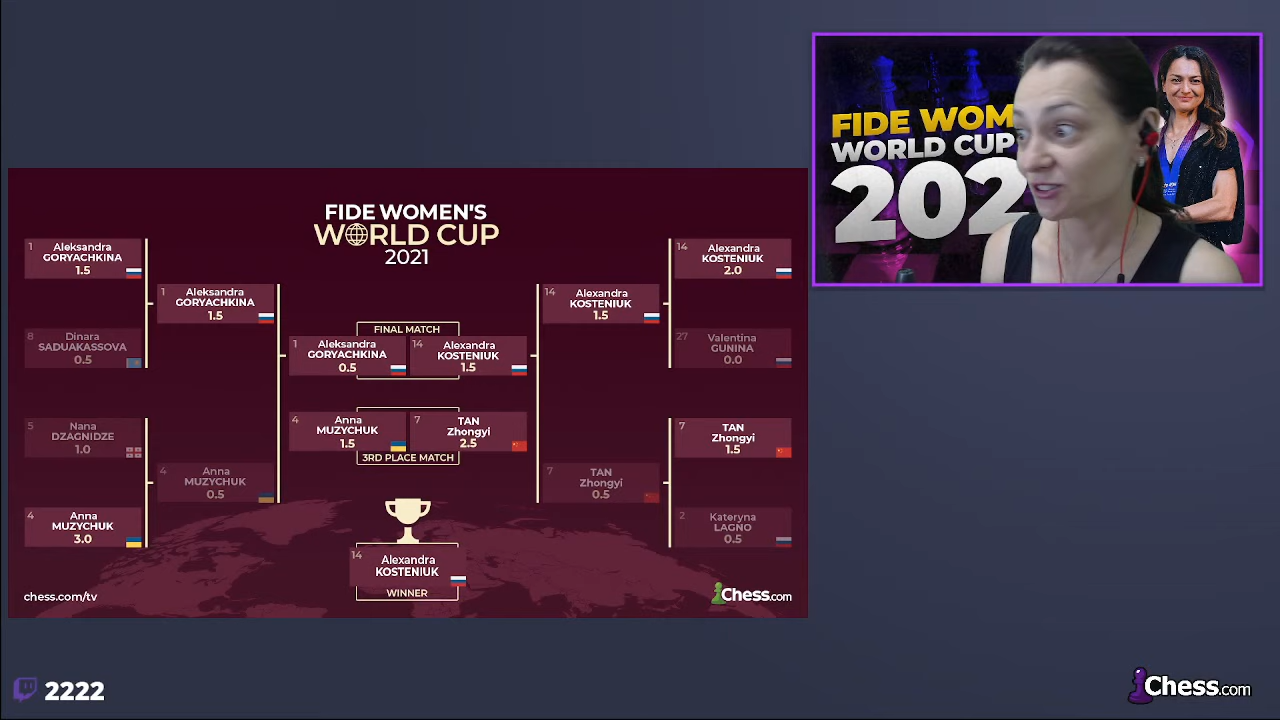 FIDE WOMEN'S
WORLD CUP
2021
1
Aleksandra
GORYACHKINA
1.5
8
Dinara
SADUAKASSOVA
0.5
5
Nana
DZAGNIDZE
1.0
4
Anna
MUZYCHUK
3.0
1
Aleksandra
GORYACHKINA
1.5
4
Anna
MUZYCHUK
0.5
FINAL MATCH
1
Aleksandra
GORYACHKINA
0.5
14
Alexandra
KOSTENIUK
1.5
4
Anna
MUZYCHUK
1.5
7
TAN
Zhongyi
2.5
3RD PLACE MATCH
14
Alexandra
KOSTENIUK
WINNER
14
Alexandra
KOSTENIUK
1.5
7
TAN
Zhongyi
0.5
14
Alexandra
KOSTENIUK
2.0
27
Valentina
GUNINA
0.0
7
TAN
Zhongyi
1.5
2
Kateryna
LAGNO
0.5
chess.com/tv
Chess.com
FIDE WOM
WORLD CUP
202
2222
Chess.com